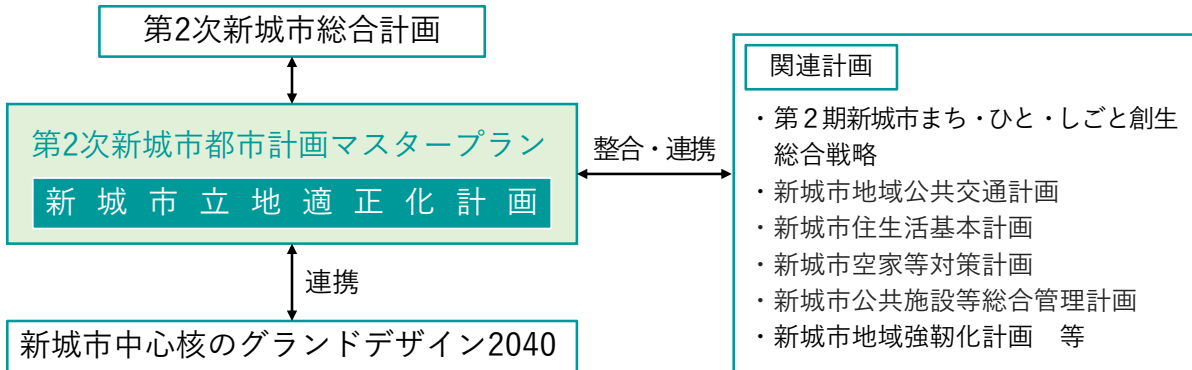 第2次新城市総合計画
第2次新城市都市計画マスタープラン
新城市立地適正化計画
整合・連携
連携
新城市中心核のグランドデザイン2040
関連計画
・第２期新城市まち・ひと・しごと創生
総合戦略
・新城市地域公共交通計画
・新城市住生活基本計画
・新城市空家等対策計画
・新城市公共施設等総合管理計画
・新城市地域強靭化計画　等